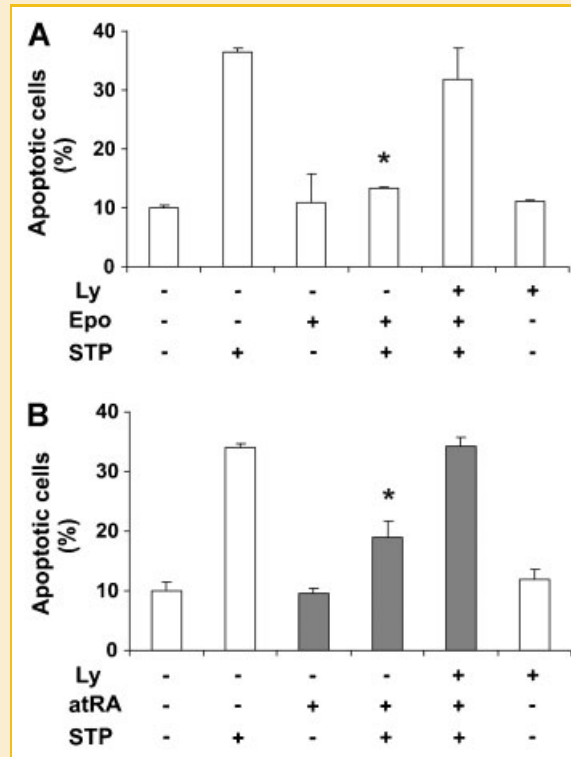 A
Apoptotic cells
(%)
40
30
20
10
0
*
Ly - - - - + +
Epo - - + + + -
STP - + - + + -
B
Apoptotic cells
(%)
40
30
20
10
0
*
Ly - - - - + +
atRA - - + + + -
STP - + - + + -